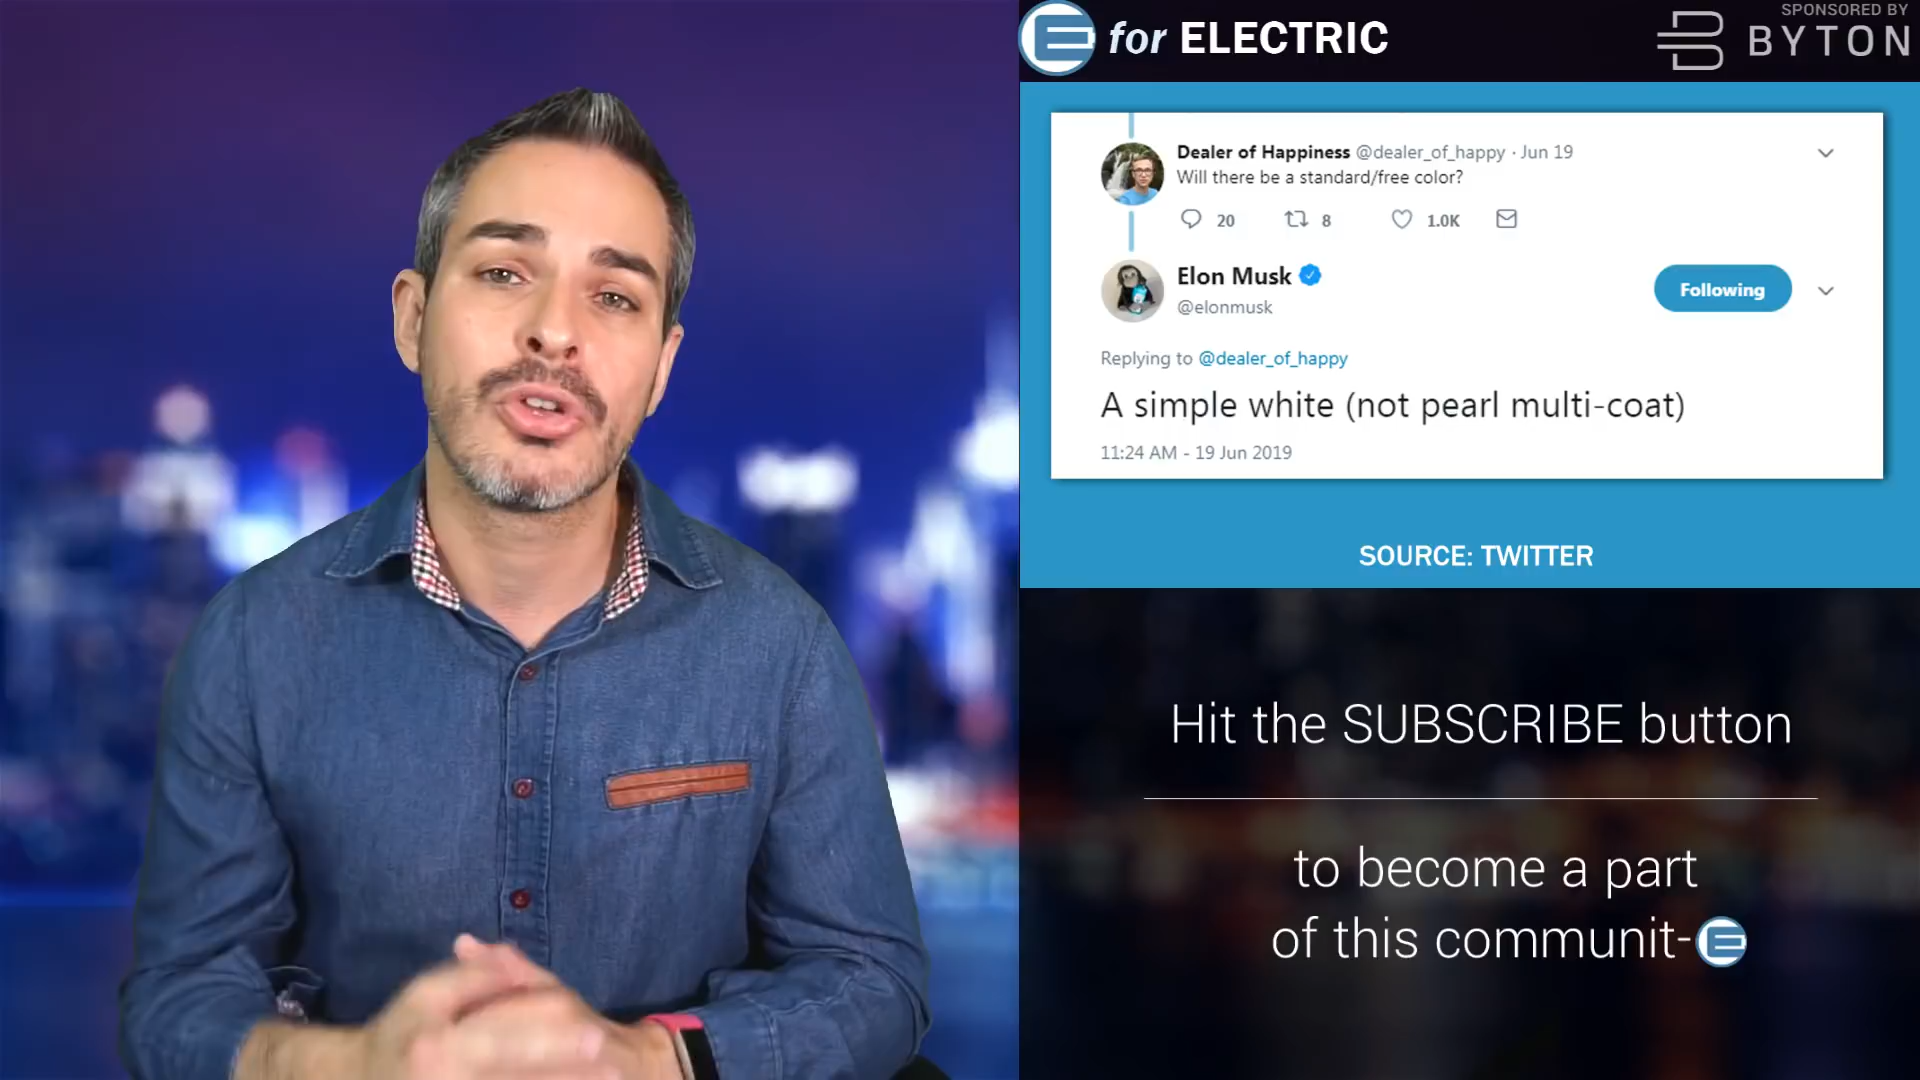 for ELECTRIC
SPONSORED BY
BYTON
Dealer of Happiness @dealer_of_happy · Jun 19
Will there be a standard/free color?
20 8 1.0K
Elon Musk
@elonmusk
Following
Replying to @dealer_of_happy
A simple white (not pearl multi-coat)
11:24 AM - 19 Jun 2019
SOURCE: TWITTER
Hit the SUBSCRIBE button
to become a part
of this communit-E